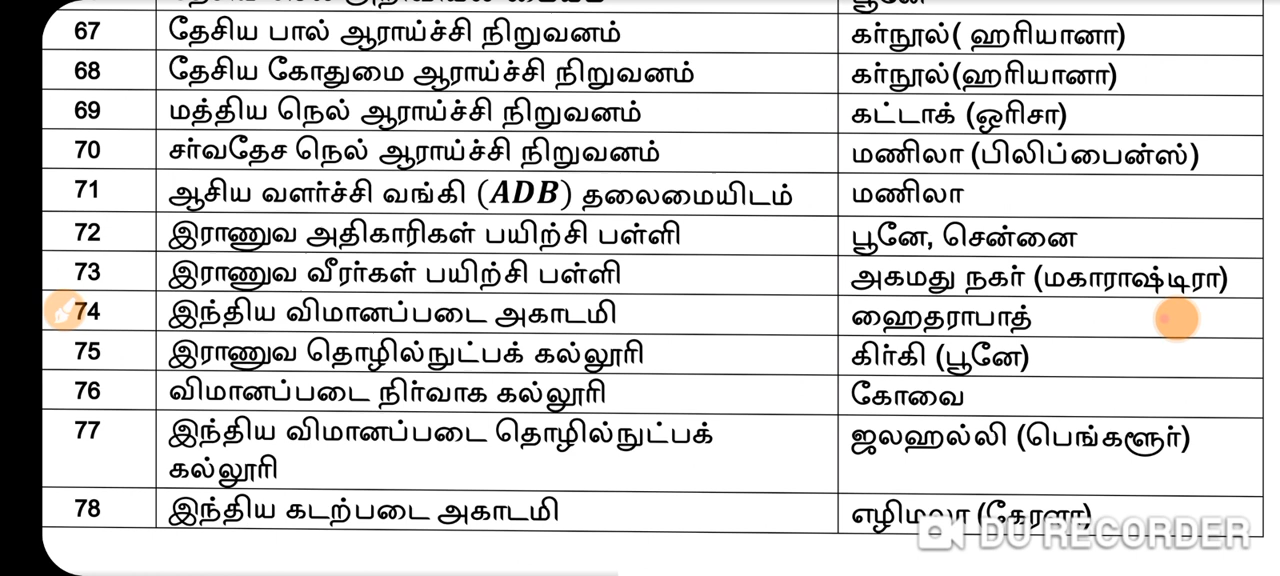 67 தேசிய பால் ஆராய்ச்சி நிறுவனம் கர்நூல்( ஹரியானா)
68 தேசிய கோதுமை ஆராய்ச்சி நிறுவனம் கர்நூல்(ஹரியானா)
69 மத்திய நெல் ஆராய்ச்சி நிறுவனம் கட்டாக் (ஒரிசா)
70 சர்வதேச நெல் ஆராய்ச்சி நிறுவனம் மணிலா (பிலிப்பைன்ஸ்)
71 ஆசிய வளர்ச்சி வங்கி (ADB) தலைமையிடம் மணிலா
72 இராணுவ அதிகாரிகள் பயிற்சி பள்ளி பூனே, சென்னை
73 இராணுவ வீரர்கள் பயிற்சி பள்ளி அகமது நகர் (மகாராஷ்டிரா)
74 இந்திய விமானப்படை அகாடமி ஹைதராபாத்
75 இராணுவ தொழில்நுட்பக் கல்லூரி கிர்கி (பூனே)
76 விமானப்படை நிர்வாக கல்லூரி கோவை
77 இந்திய விமானப்படை தொழில்நுட்பக் ஜலஹல்லி (பெங்களூர்)
கல்லூரி
78 இந்திய கடற்படை அகாடமி எழிமலா (கேரளா)
DU RECORDER